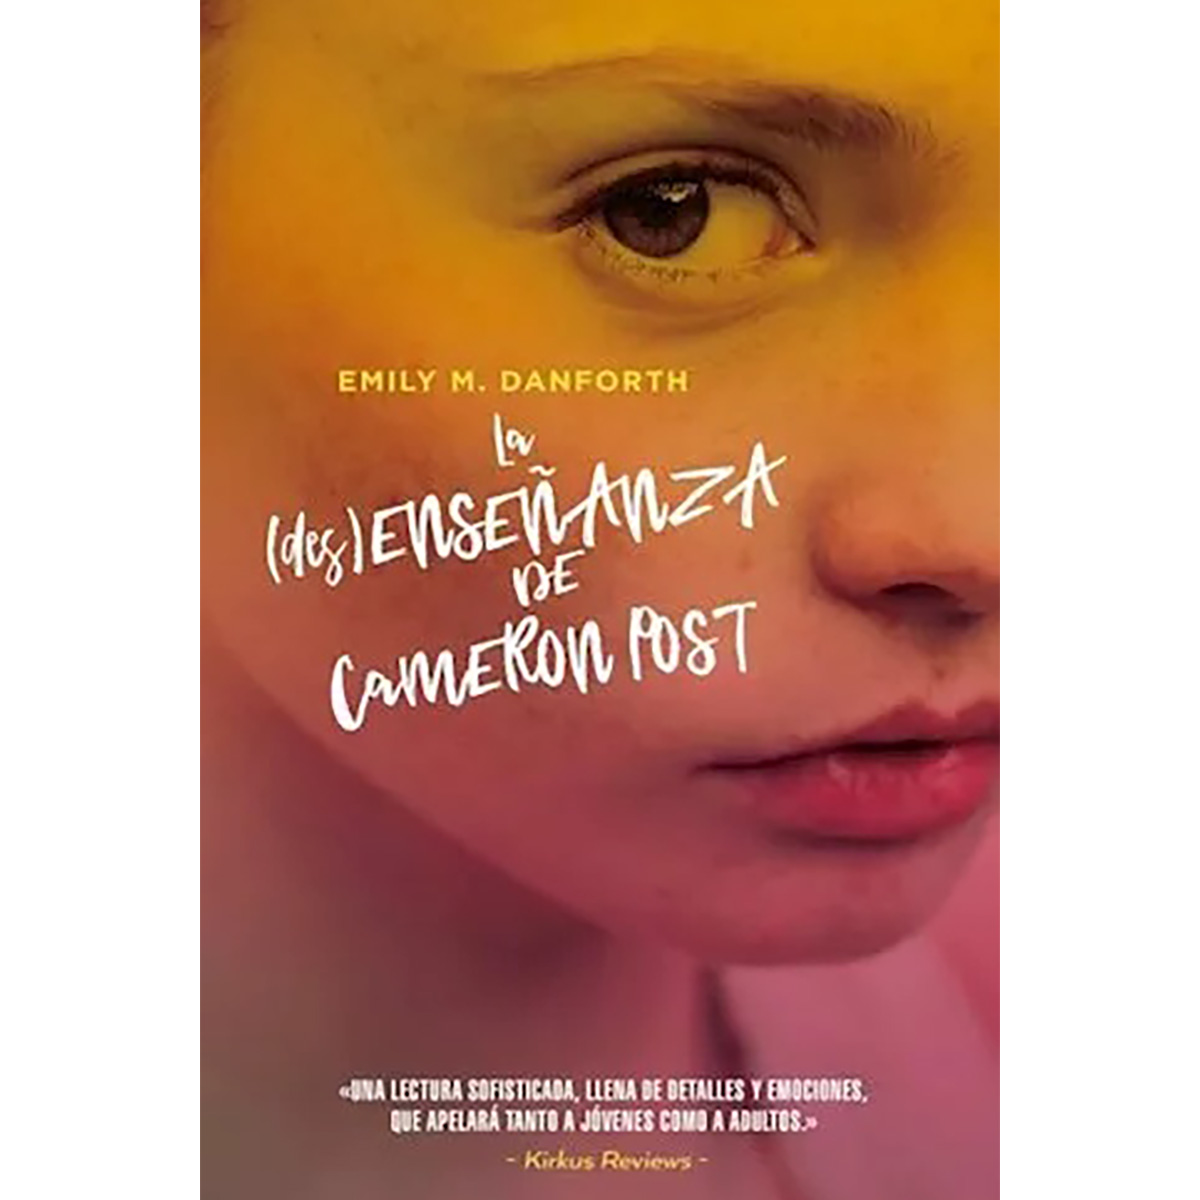 EMILY M. DANFORTH
La
(des)ENSEÑANZA
DE
CAMERON POST
«UNA LECTURA SOFISTICADA, LLENA DE DETALLES Y EMOCIONES,
QUE APELARÁ TANTO A JÓVENES COMO A ADULTOS.»
- Kirkus Reviews -